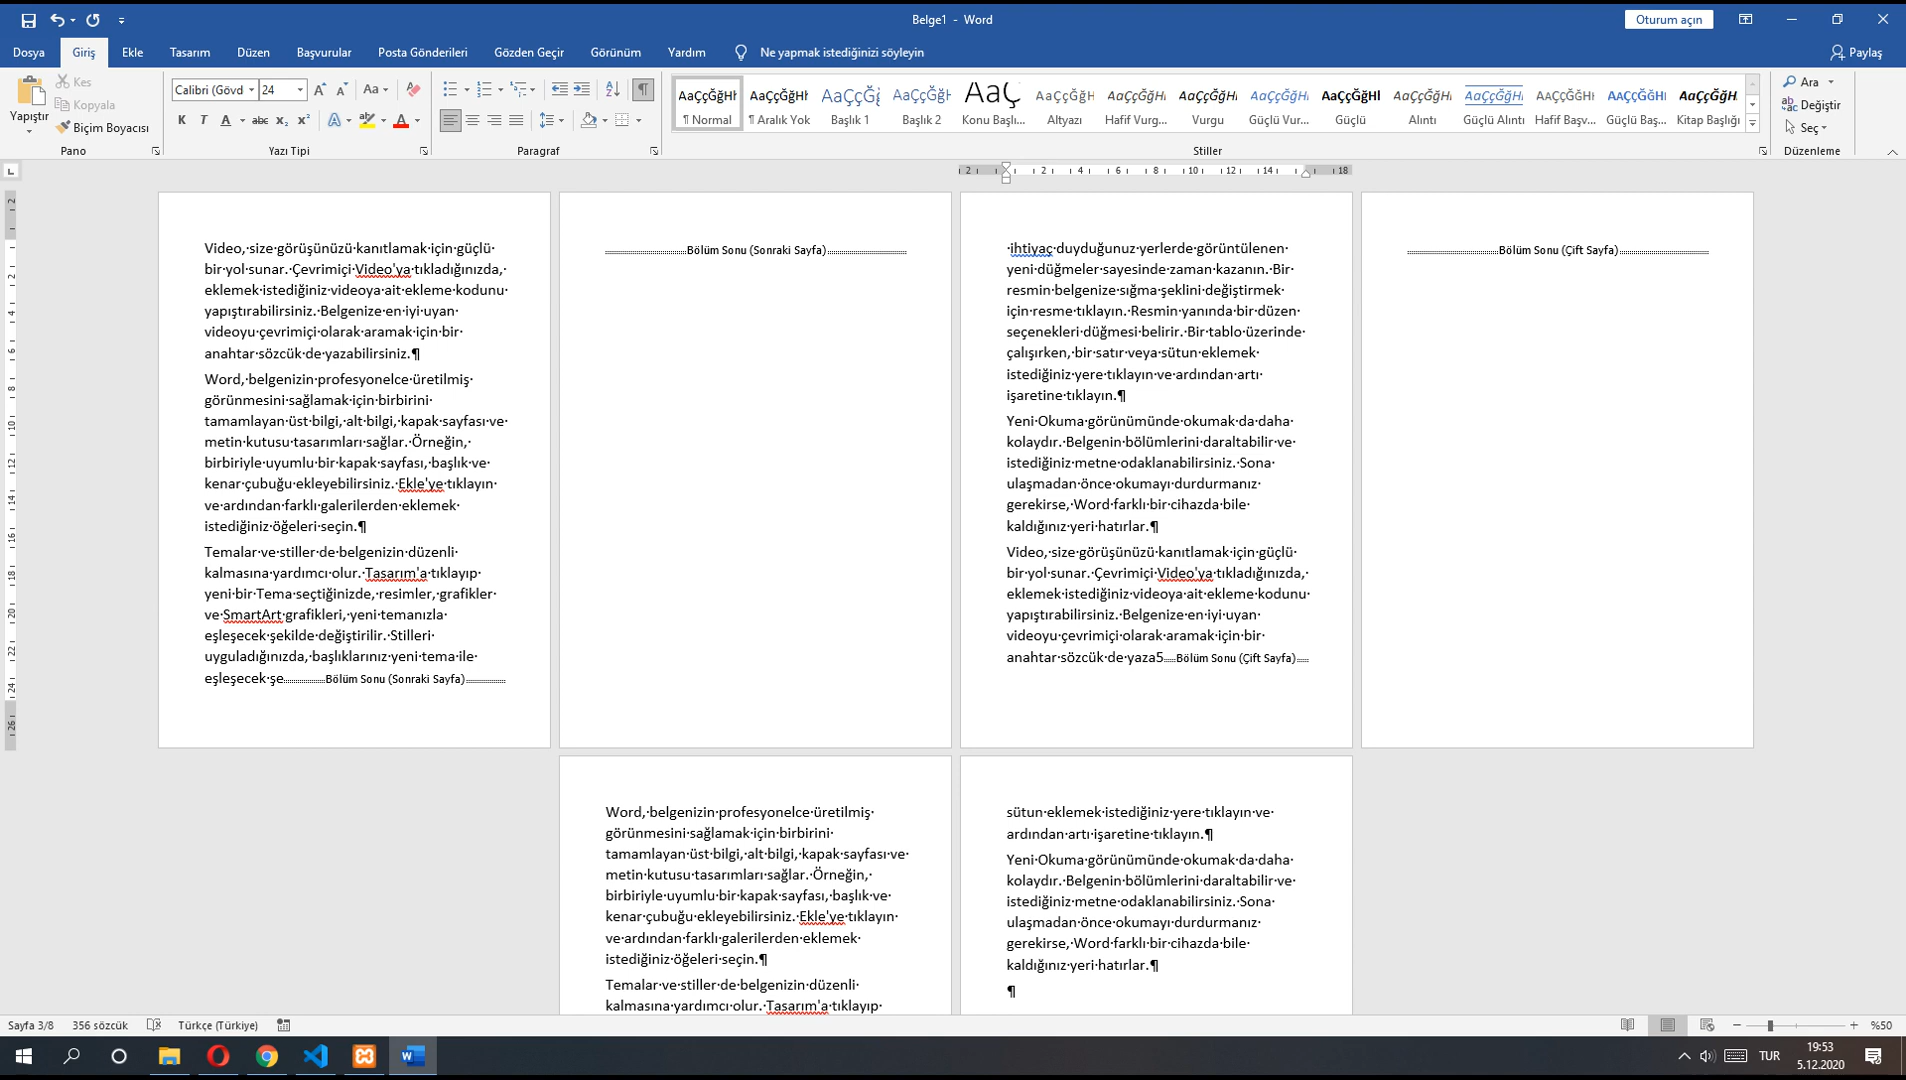 Belge1 - Word
Oturum açın
Dosya Giriş Ekle Tasarım Düzen Başvurular Posta Gönderileri Gözden Geçir Görünüm Yardım Ne yapmak istediğinizi söyleyin Paylaş
Yapıştır
Kes
Kopyala
Biçim Boyacısı
Pano
Calibri (Gövd 24
Yazı Tipi
Paragraf
¶ Normal ¶ Aralık Yok Başlık 1 Başlık 2 Konu Başlı... Altyazı Hafif Vurg... Vurgu Güçlü Vur... Güçlü Alıntı Güçlü Alıntı Hafif Başv... Güçlü Baş... Kitap Başlığı
Stiller
Ara
Değiştir
Seç
Düzenleme
Video, size görüşünüzü kanıtlamak için güçlü
bir yol sunar. Çevrimiçi Video'ya tıkladığınızda,
eklemek istediğiniz videoya ait ekleme kodunu
yapıştırabilirsiniz. Belgenize en iyi uyan
videoyu çevrimiçi olarak aramak için bir
anahtar sözcük de yazabilirsiniz.¶
Word, belgenizin profesyonelce üretilmiş
görünmesini sağlamak için birbirini
tamamlayan üst bilgi, alt bilgi, kapak sayfası ve
metin kutusu tasarımları sağlar. Örneğin,
birbiriyle uyumlu bir kapak sayfası, başlık ve
kenar çubuğu ekleyebilirsiniz. Ekle'ye tıklayın
ve ardından farklı galerilerden eklemek
istediğiniz öğeleri seçin.¶
Temalar ve stiller de belgenizin düzenli
kalmasına yardımcı olur. Tasarım'a tıklayıp
yeni bir Tema seçtiğinizde, resimler, grafikler
ve SmartArt grafikleri, yeni temanızla
eşleşecek şekilde değiştirilir. Stilleri
uyguladığınızda, başlıklarınız yeni tema ile
eşleşecek şe Bölüm Sonu (Sonraki Sayfa)
Bölüm Sonu (Sonraki Sayfa)
ihtiyaç duyduğunuz yerlerde görüntülenen
yeni düğmeler sayesinde zaman kazanın. Bir
resmin belgenize sığma şeklini değiştirmek
için resme tıklayın. Resmin yanında bir düzen
seçenekleri düğmesi belirir. Bir tablo üzerinde
çalışırken, bir satır veya sütun eklemek
istediğiniz yere tıklayın ve ardından artı
işaretine tıklayın.¶
Yeni Okuma görünümünde okumak da daha
kolaydır. Belgenin bölümlerini daraltabilir ve
istediğiniz metne odaklanabilirsiniz. Sona
ulaşmadan önce okumayı durdurmanız
gerekirse, Word farklı bir cihazda bile
kaldığınız yeri hatırlar.¶
Video, size görüşünüzü kanıtlamak için güçlü
bir yol sunar. Çevrimiçi Video'ya tıkladığınızda,
eklemek istediğiniz videoya ait ekleme kodunu
yapıştırabilirsiniz. Belgenize en iyi uyan
videoyu çevrimiçi olarak aramak için bir
anahtar sözcük de yaza5 Bölüm Sonu (Çift Sayfa)
Bölüm Sonu (Çift Sayfa)
Word, belgenizin profesyonelce üretilmiş
görünmesini sağlamak için birbirini
tamamlayan üst bilgi, alt bilgi, kapak sayfası ve
metin kutusu tasarımları sağlar. Örneğin,
birbiriyle uyumlu bir kapak sayfası, başlık ve
kenar çubuğu ekleyebilirsiniz. Ekle'ye tıklayın
ve ardından farklı galerilerden eklemek
istediğiniz öğeleri seçin.¶
Temalar ve stiller de belgenizin düzenli
kalmasına yardımcı olur. Tasarım'a tıklayıp
sütun eklemek istediğiniz yere tıklayın ve
ardından artı işaretine tıklayın.¶
Yeni Okuma görünümünde okumak da daha
kolaydır. Belgenin bölümlerini daraltabilir ve
istediğiniz metne odaklanabilirsiniz. Sona
ulaşmadan önce okumayı durdurmanız
gerekirse, Word farklı bir cihazda bile
kaldığınız yeri hatırlar.¶
¶
Sayfa 3/8 356 sözcük Türkçe (Türkiye) %50
TUR
19:53
5.12.2020